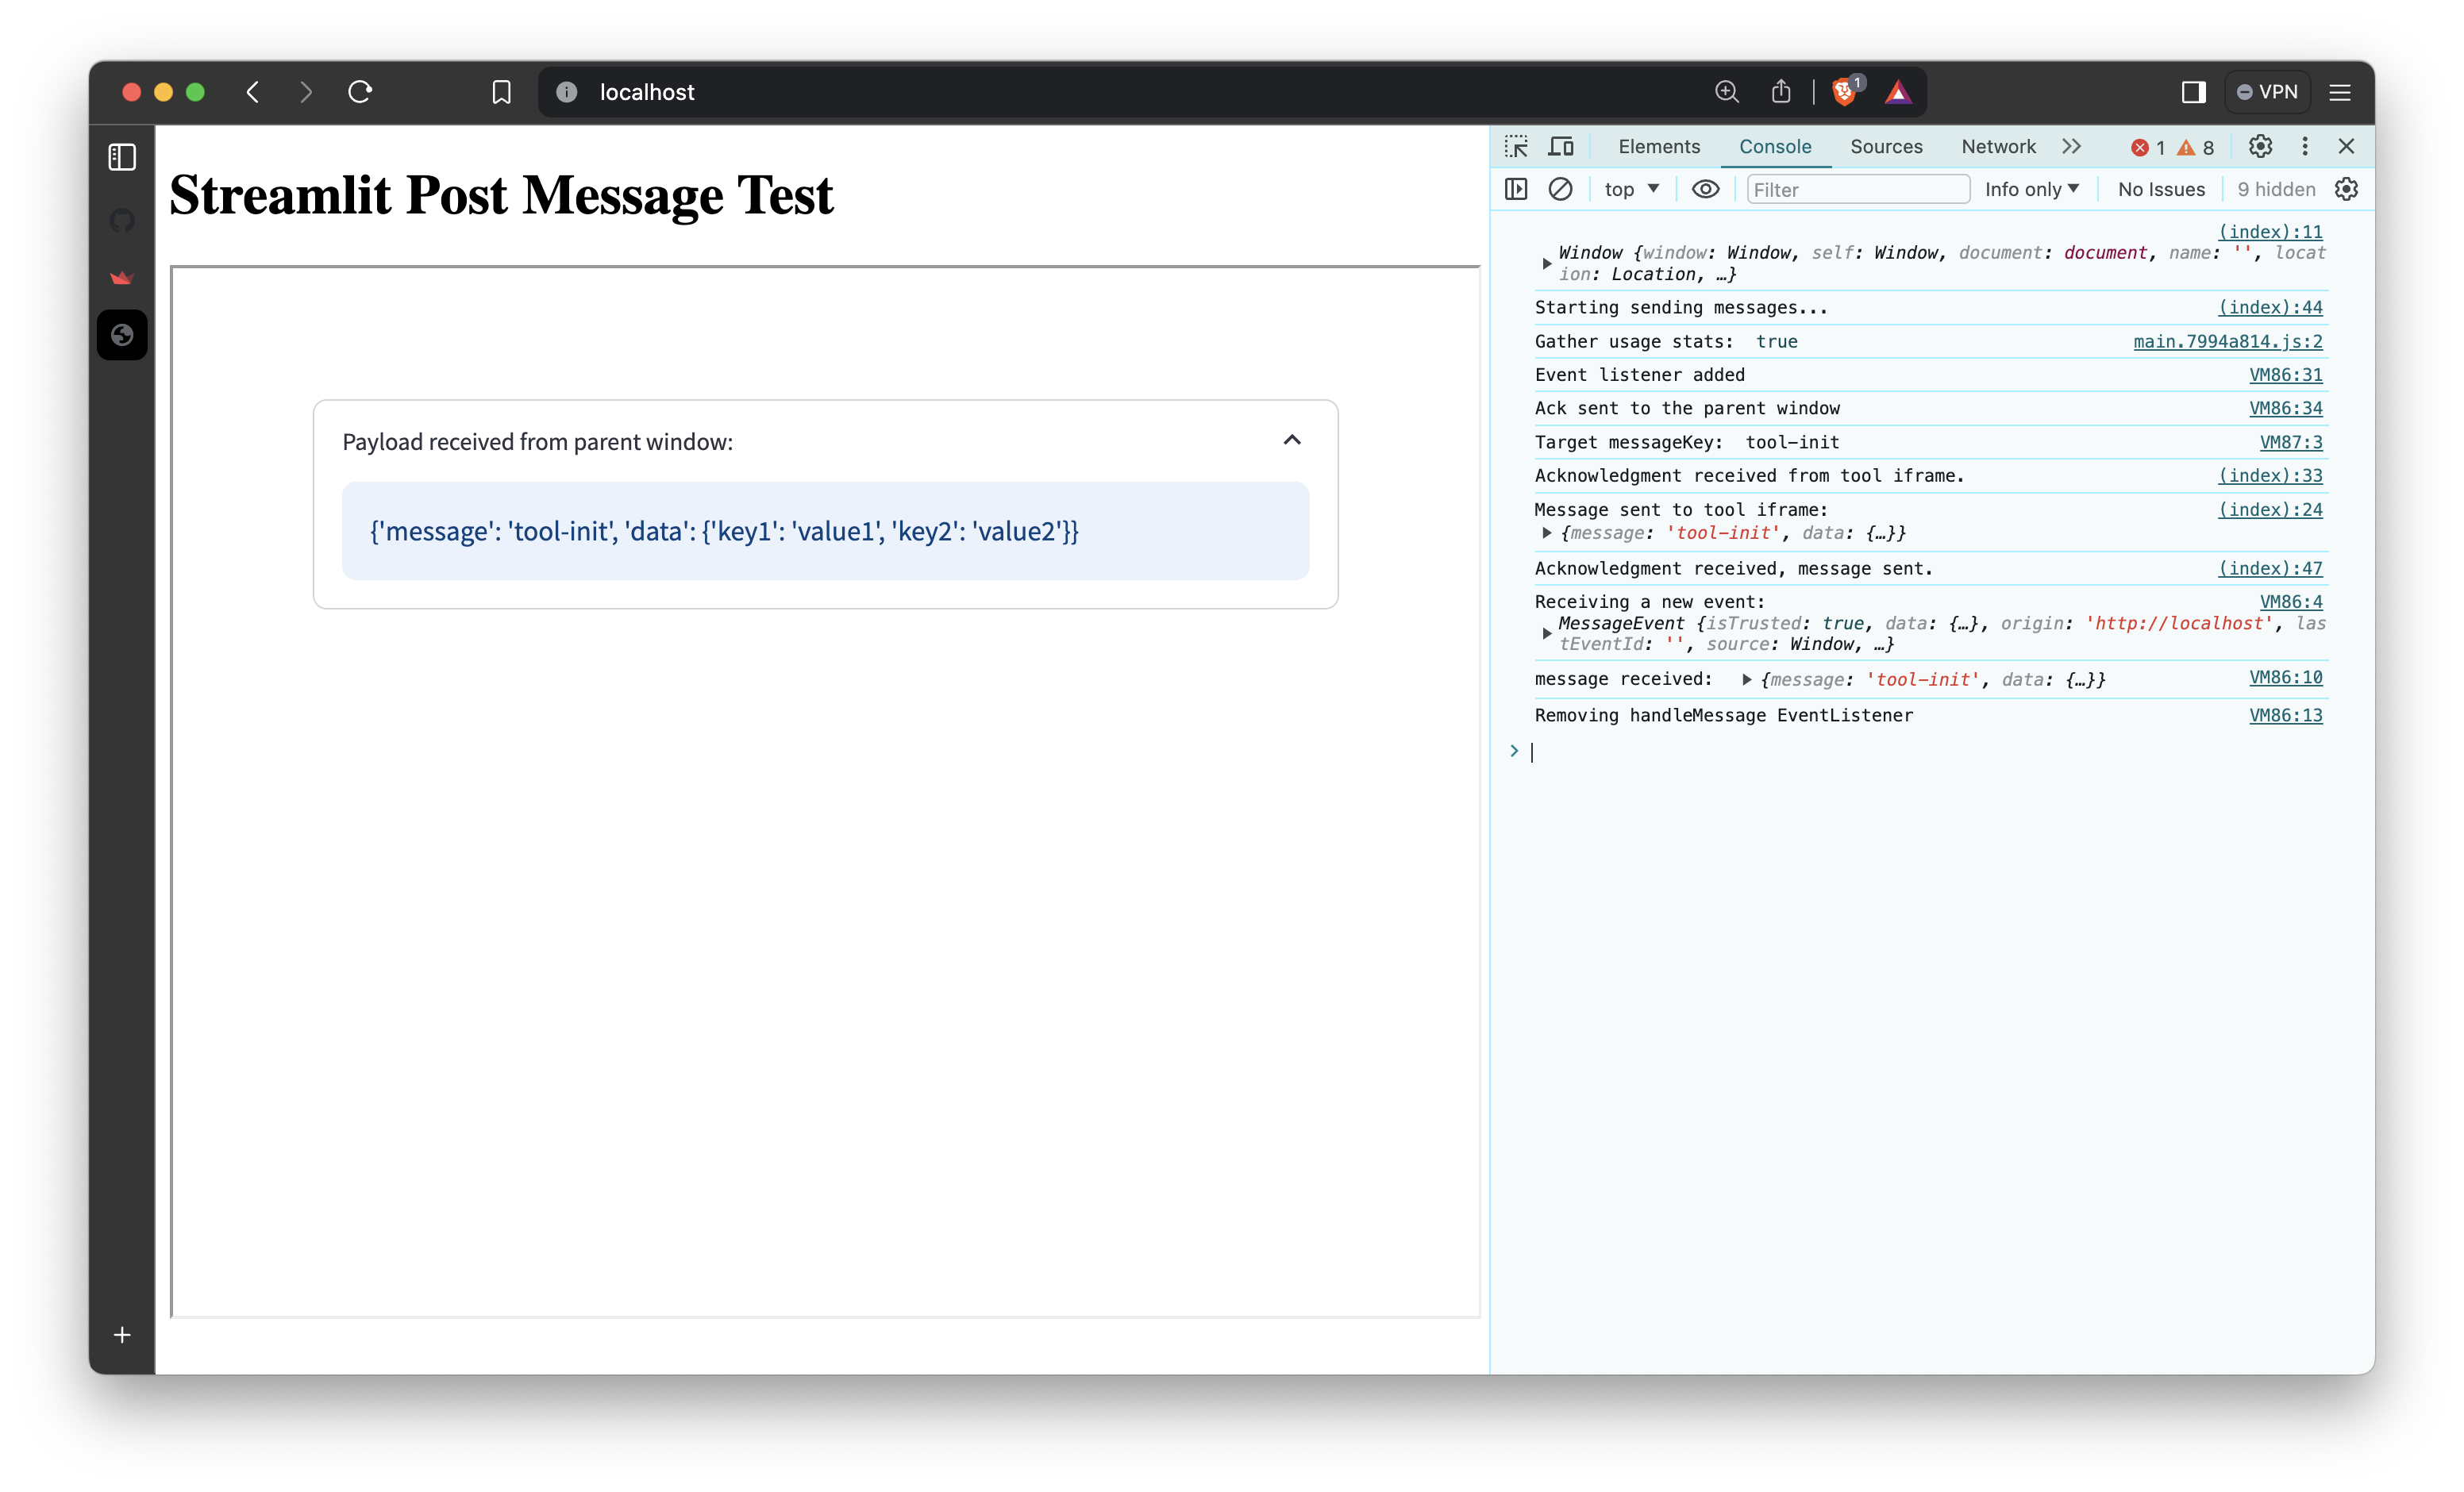 localhost
1
VPN
Streamlit Post Message Test
Payload received from parent window:
{'message': 'tool-init', 'data': {'key1': 'value1', 'key2': 'value2'}}
Elements Console Sources Network 1 8
top Filter Info only No Issues 9 hidden
(index):11
Window {window: Window, self: Window, document: document, name: '', locat
ion: Location, …}
Starting sending messages... (index):44
Gather usage stats: true main.7994a814.js:2
Event listener added VM86:31
Ack sent to the parent window VM86:34
Target messageKey: tool-init VM87:3
Acknowledgment received from tool iframe. (index):33
Message sent to tool iframe: (index):24
{message: 'tool-init', data: {…}}
Acknowledgment received, message sent. (index):47
Receiving a new event: VM86:4
MessageEvent {isTrusted: true, data: {…}, origin: 'http://localhost', las
tEventId: '', source: Window, …}
message received: {message: 'tool-init', data: {…}} VM86:10
Removing handleMessage EventListener VM86:13